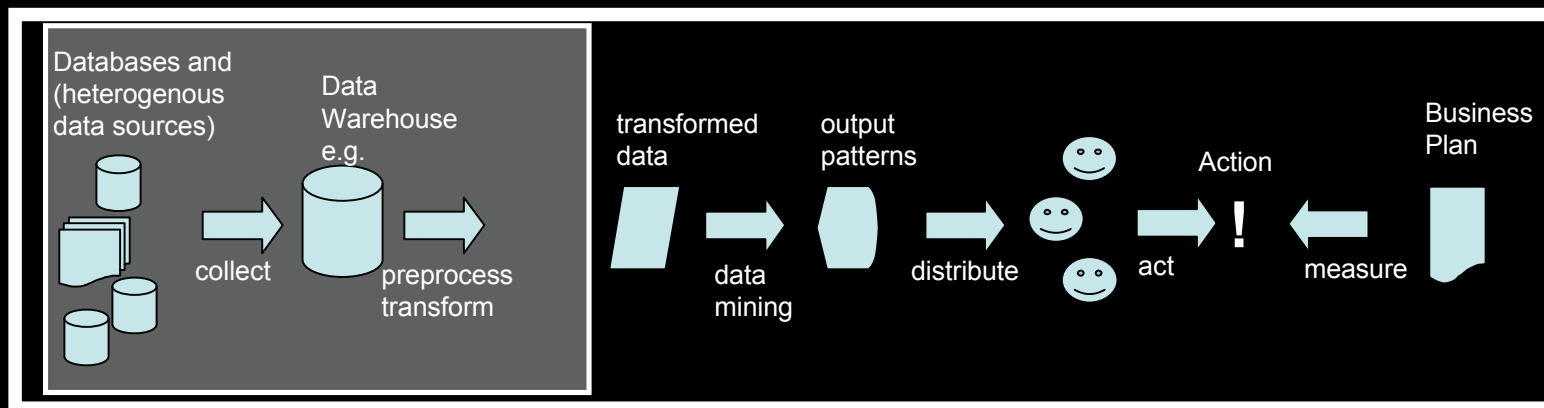 Databases and
(heterogenous
data sources)
collect
Data
Warehouse
e.g.
preprocess
transform
transformed
data
data
mining
output
patterns
distribute
act
Action
!
measure
Business
Plan